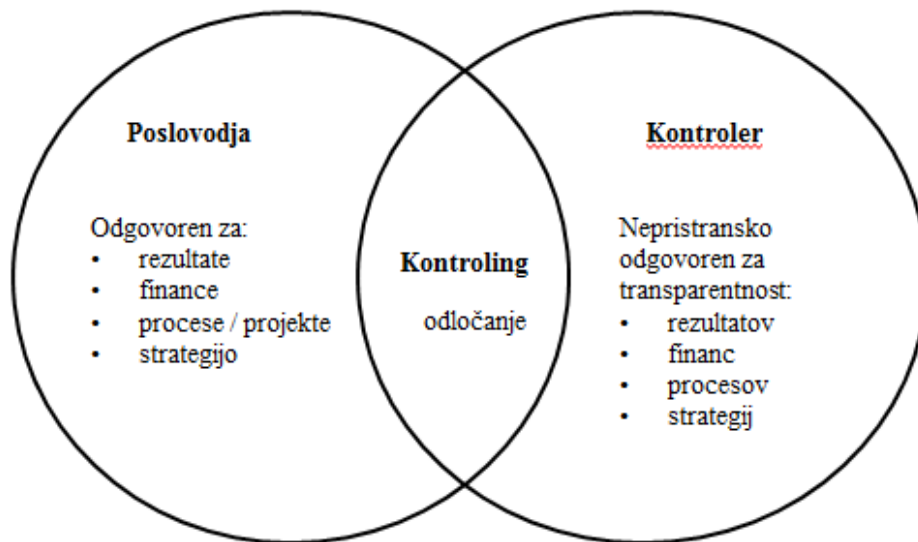 Poslovodja
Odgovoren za:
• rezultate
• finance
• procese / projekte
• strategijo
Kontroling
odločanje
Kontroler
Nepristransko
odgovoren za
transparentnost:
• rezultatov
• financ
• procesov
• strategij